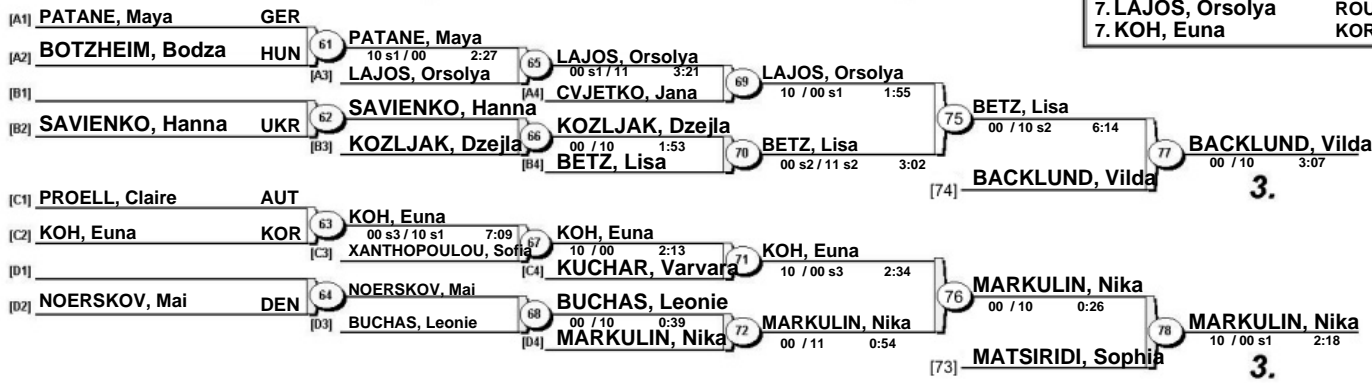 7. LAJOS, Orsolya ROU
7. KOH, Euna KOR
[A1] PATANE, Maya GER
[A2] BOTZHEIM, Bodza HUN
61
PATANE, Maya
10 s1 / 00 2:27
[A3] LAJOS, Orsolya
65
LAJOS, Orsolya
00 s1 / 11 3:21
[A4] CVJETKO, Jana
69
LAJOS, Orsolya
10 / 00 s1 1:55
[B1]
[B2] SAVIENKO, Hanna UKR
62
SAVIENKO, Hanna
[B3] KOZLJAK, Dzejla
66
KOZLJAK, Dzejla
00 / 10 1:53
[B4] BETZ, Lisa
70
BETZ, Lisa
00 s2 / 11 s2 3:02
75
BETZ, Lisa
00 / 10 s2 6:14
[74] BACKLUND, Vilda
77
BACKLUND, Vilda
00 / 10 3:07
3.
[C1] PROELL, Claire AUT
[C2] KOH, Euna KOR
63
KOH, Euna
00 s3 / 10 s1 7:09
[C3] XANTHOPOULOU, Sofia
67
KOH, Euna
10 / 00 2:13
[C4] KUCHAR, Varvara
71
KOH, Euna
10 / 00 s3 2:34
[D1]
[D2] NOERSKOV, Mai DEN
64
NOERSKOV, Mai
[D3] BUCHAS, Leonie
68
BUCHAS, Leonie
00 / 10 0:39
[D4] MARKULIN, Nika
72
MARKULIN, Nika
00 / 11 0:54
76
MARKULIN, Nika
00 / 10 0:26
[73] MATSIRIDI, Sophia
78
MARKULIN, Nika
10 / 00 s1 2:18
3.